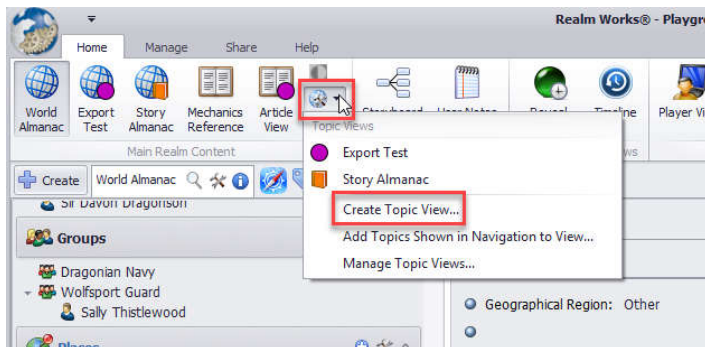 Realm Works® - Playgr
Home Manage Share Help
World Almanac
Export Test
Story Almanac
Mechanics Reference
Article View
Player Vi
Main Realm Content
Topic Views
Export Test
Story Almanac
Create Topic View...
Add Topics Shown in Navigation to View...
Manage Topic Views...
Create World Almanac
Sir Davon Dragonson
Groups
Dragonian Navy
Wolfsport Guard
Sally Thistlewood
Geographical Region: Other